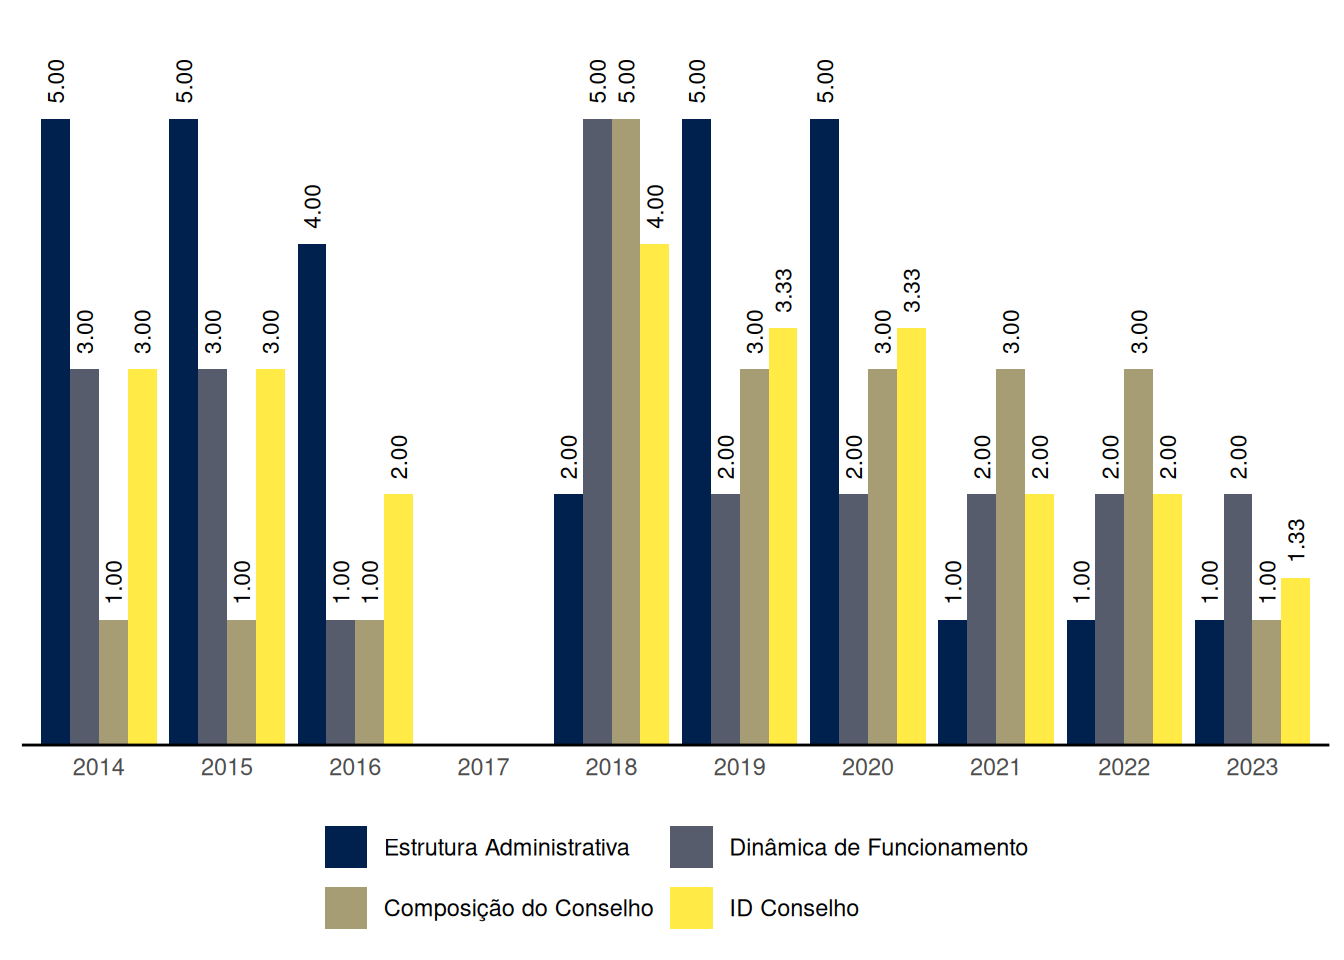 5.00 3.00 1.00 3.00
5.00 3.00 1.00 3.00
4.00 1.00 1.00 2.00
2.00 5.00 5.00 4.00
5.00 2.00 3.00 3.33
5.00 2.00 3.00 3.33
1.00 2.00 3.00 2.00
1.00 2.00 3.00 2.00
1.00 2.00 1.00 1.33
2014 2015 2016 2017 2018 2019 2020 2021 2022 2023
Estrutura Administrativa Dinâmica de Funcionamento
Composição do Conselho ID Conselho